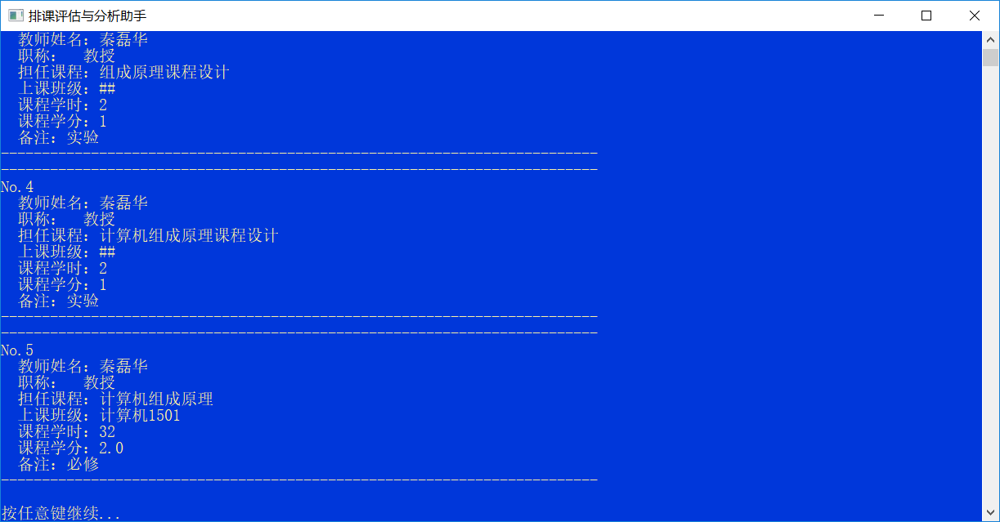 排课评估与分析助手
教师姓名：秦磊华
职称：  教授
担任课程：组成原理课程设计
上课班级：##
课程学时：2
课程学分：1
备注：实验
-------------------------------------------------------------------------
-------------------------------------------------------------------------
No.4
教师姓名：秦磊华
职称：  教授
担任课程：计算机组成原理课程设计
上课班级：##
课程学时：2
课程学分：1
备注：实验
-------------------------------------------------------------------------
-------------------------------------------------------------------------
No.5
教师姓名：秦磊华
职称：  教授
担任课程：计算机组成原理
上课班级：计算机1501
课程学时：32
课程学分：2.0
备注：必修
-------------------------------------------------------------------------
按任意键继续...